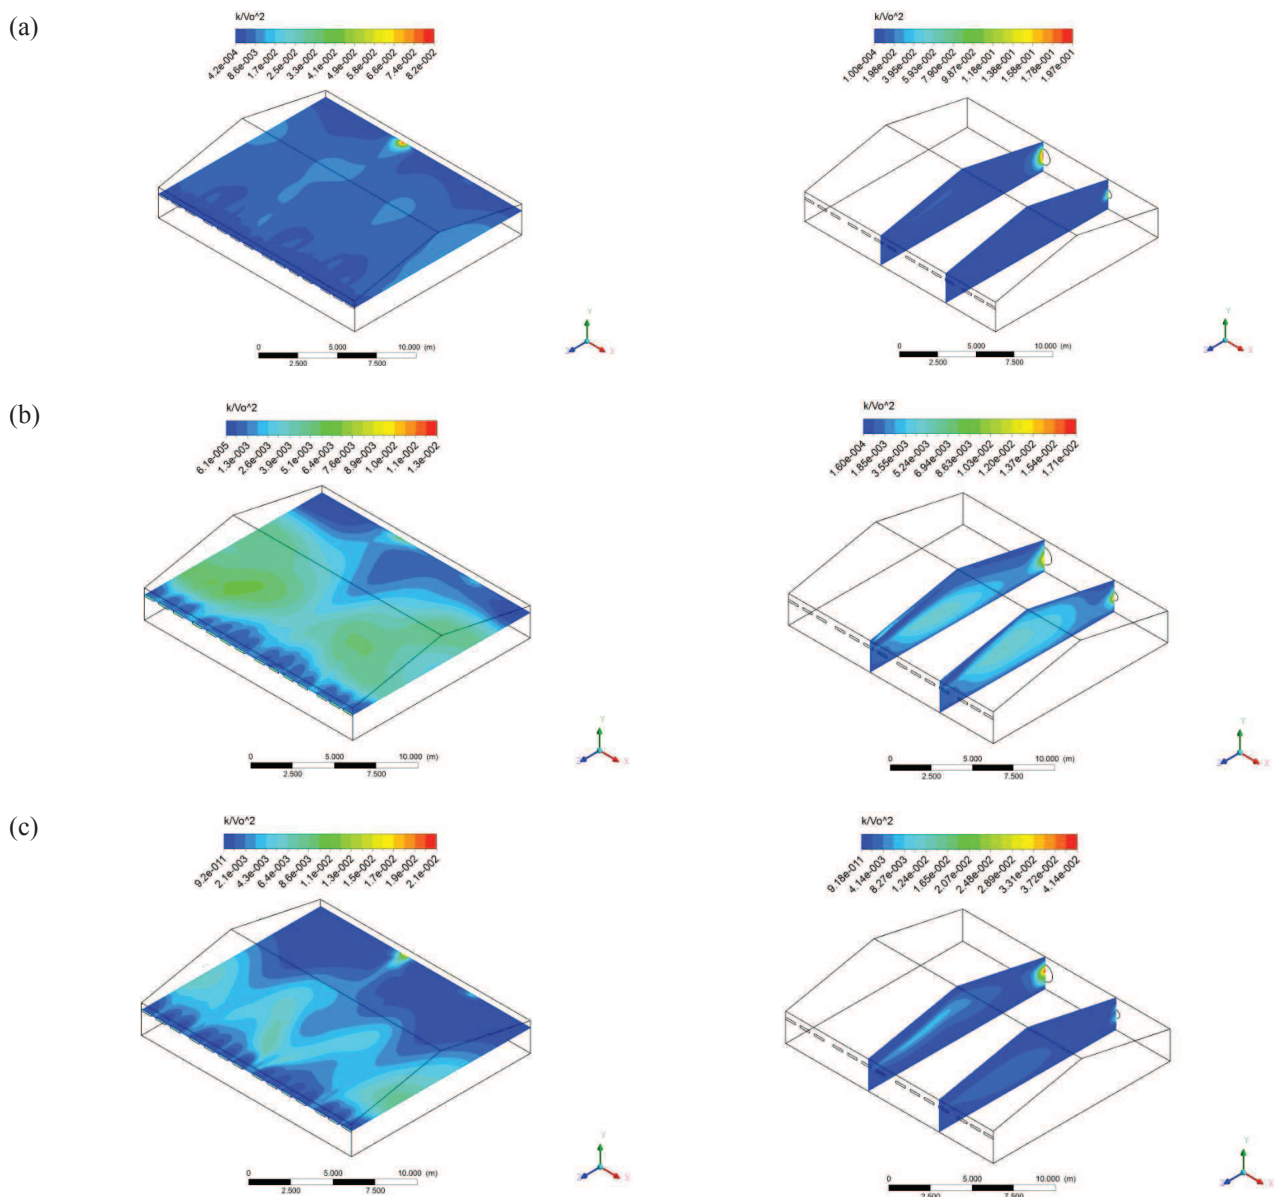 (a)
k/Vo^2
4.2e-004
8.6e-003
1.7e-002
2.5e-002
3.3e-002
4.1e-002
4.9e-002
5.8e-002
6.6e-002
7.4e-002
8.2e-002
0 5.000 10.000 (m)
2.500 7.500
Y
Z X
k/Vo^2
1.00e-004
1.98e-002
3.95e-002
5.93e-002
7.90e-002
9.87e-002
1.18e-001
1.38e-001
1.58e-001
1.78e-001
1.97e-001
0 5.000 10.000 (m)
2.500 7.500
Y
Z X
(b)
k/Vo^2
6.1e-005
1.3e-003
2.6e-003
3.9e-003
5.1e-003
6.4e-003
7.6e-003
8.9e-003
1.0e-002
1.1e-002
1.3e-002
0 5.000 10.000 (m)
2.500 7.500
Y
Z X
k/Vo^2
1.60e-004
1.85e-003
3.55e-003
5.24e-003
6.94e-003
8.63e-003
1.03e-002
1.20e-002
1.37e-002
1.54e-002
1.71e-002
0 5.000 10.000 (m)
2.500 7.500
Y
Z X
(c)
k/Vo^2
9.2e-011
2.1e-003
4.3e-003
6.4e-003
8.6e-003
1.1e-002
1.3e-002
1.5e-002
1.7e-002
1.9e-002
2.1e-002
0 5.000 10.000 (m)
2.500 7.500
Y
Z X
k/Vo^2
9.18e-011
4.14e-003
8.27e-003
1.24e-002
1.65e-002
2.07e-002
2.48e-002
2.89e-002
3.31e-002
3.72e-002
4.14e-002
0 5.000 10.000 (m)
2.500 7.500
Y
Z X